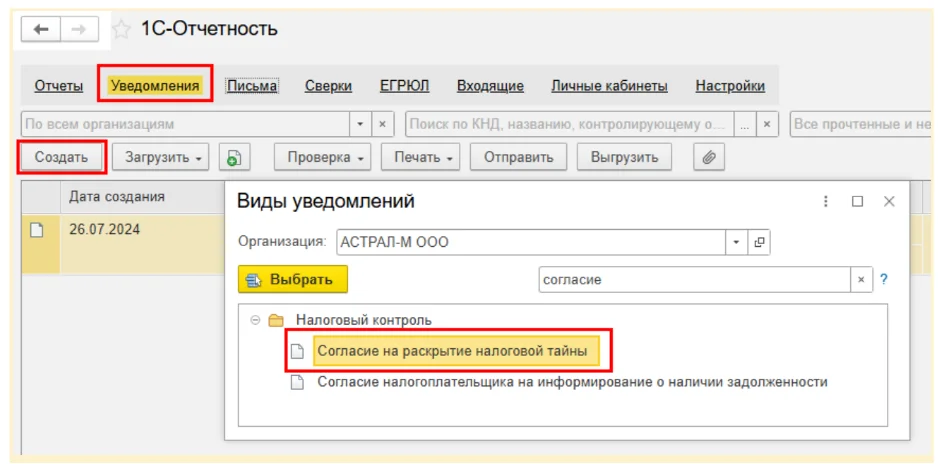 1С-Отчетность
Отчеты Уведомления Письма Сверки ЕГРЮЛ Входящие Личные кабинеты Настройки
По всем организациям Поиск по КНД, названию, контролирующему о... ... Все прочтенные и не
Создать Загрузить Проверка Печать Отправить Выгрузить
Дата создания
26.07.2024
Виды уведомлений
Организация: АСТРАЛ-М ООО
Выбрать согласие ?
Налоговый контроль
Согласие на раскрытие налоговой тайны
Согласие налогоплательщика на информирование о наличии задолженности